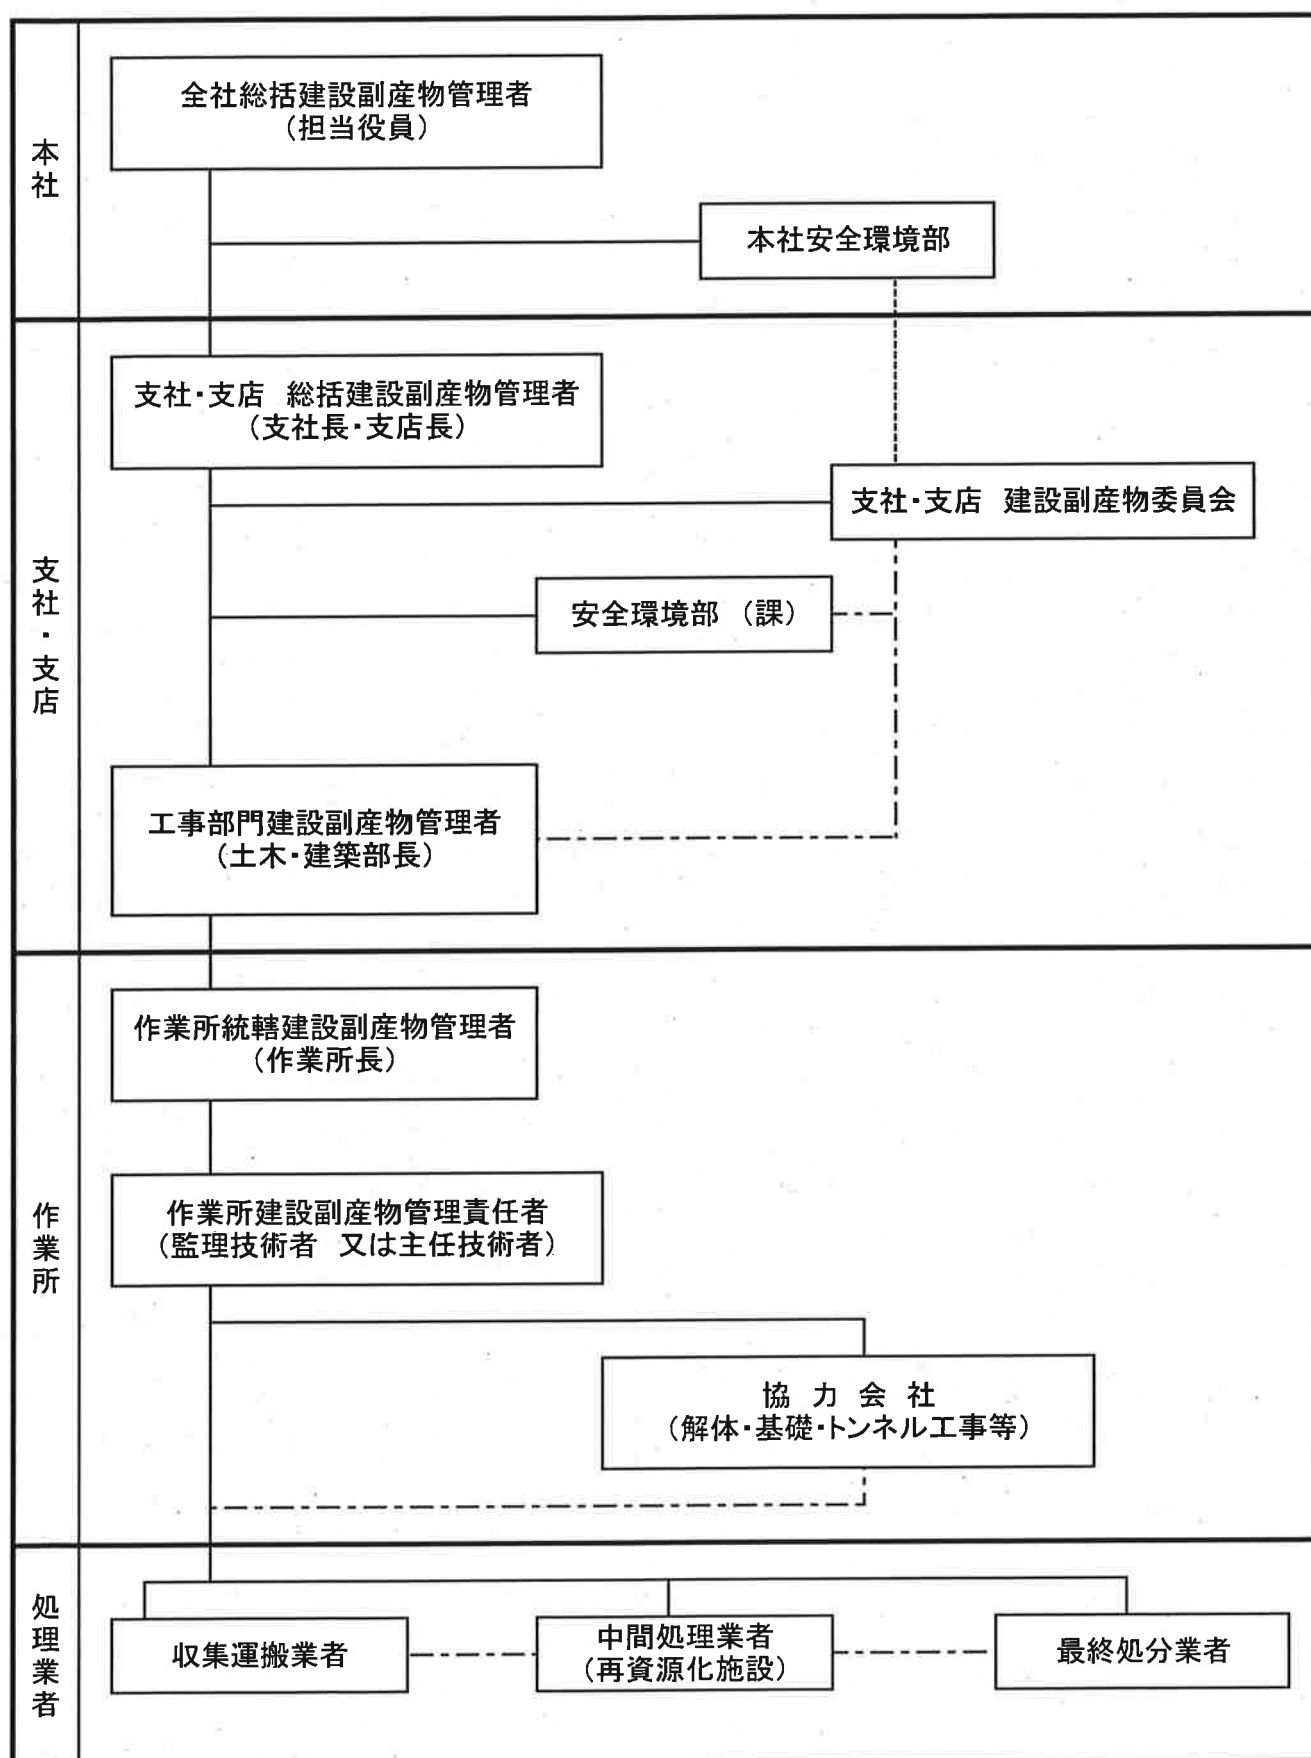 本社
全社総括建設副産物管理者
（担当役員）
本社安全環境部
支社・支店
支社・支店 総括建設副産物管理者
（支社長・支店長）
支社・支店 建設副産物委員会
安全環境部 （課）
工事部門建設副産物管理者
（土木・建築部長）
作業所
作業所統轄建設副産物管理者
（作業所長）
作業所建設副産物管理責任者
（監理技術者 又は主任技術者）
協 力 会 社
（解体・基礎・トンネル工事等）
処理業者
収集運搬業者
中間処理業者
（再資源化施設）
最終処分業者